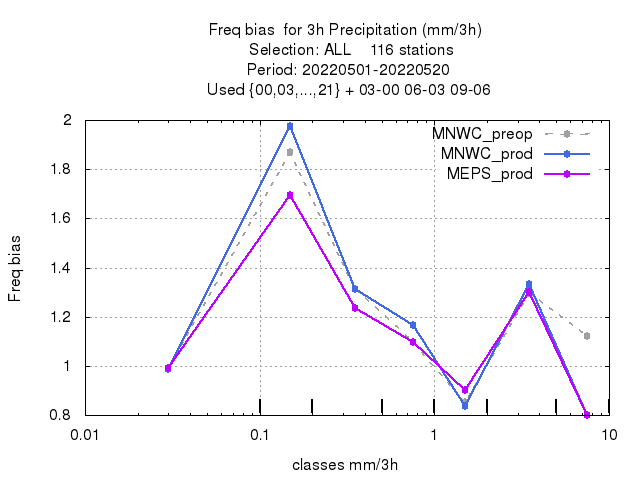 Freq bias  for 3h Precipitation (mm/3h)
Selection: ALL    116 stations
Period: 20220501-20220520
Used {00,03,...,21} + 03-00 06-03 09-06
MNWC_preop
MNWC_prod
MEPS_prod
Freq bias
2
1.8
1.6
1.4
1.2
1
0.8
0.01
0.1
1
10
classes mm/3h